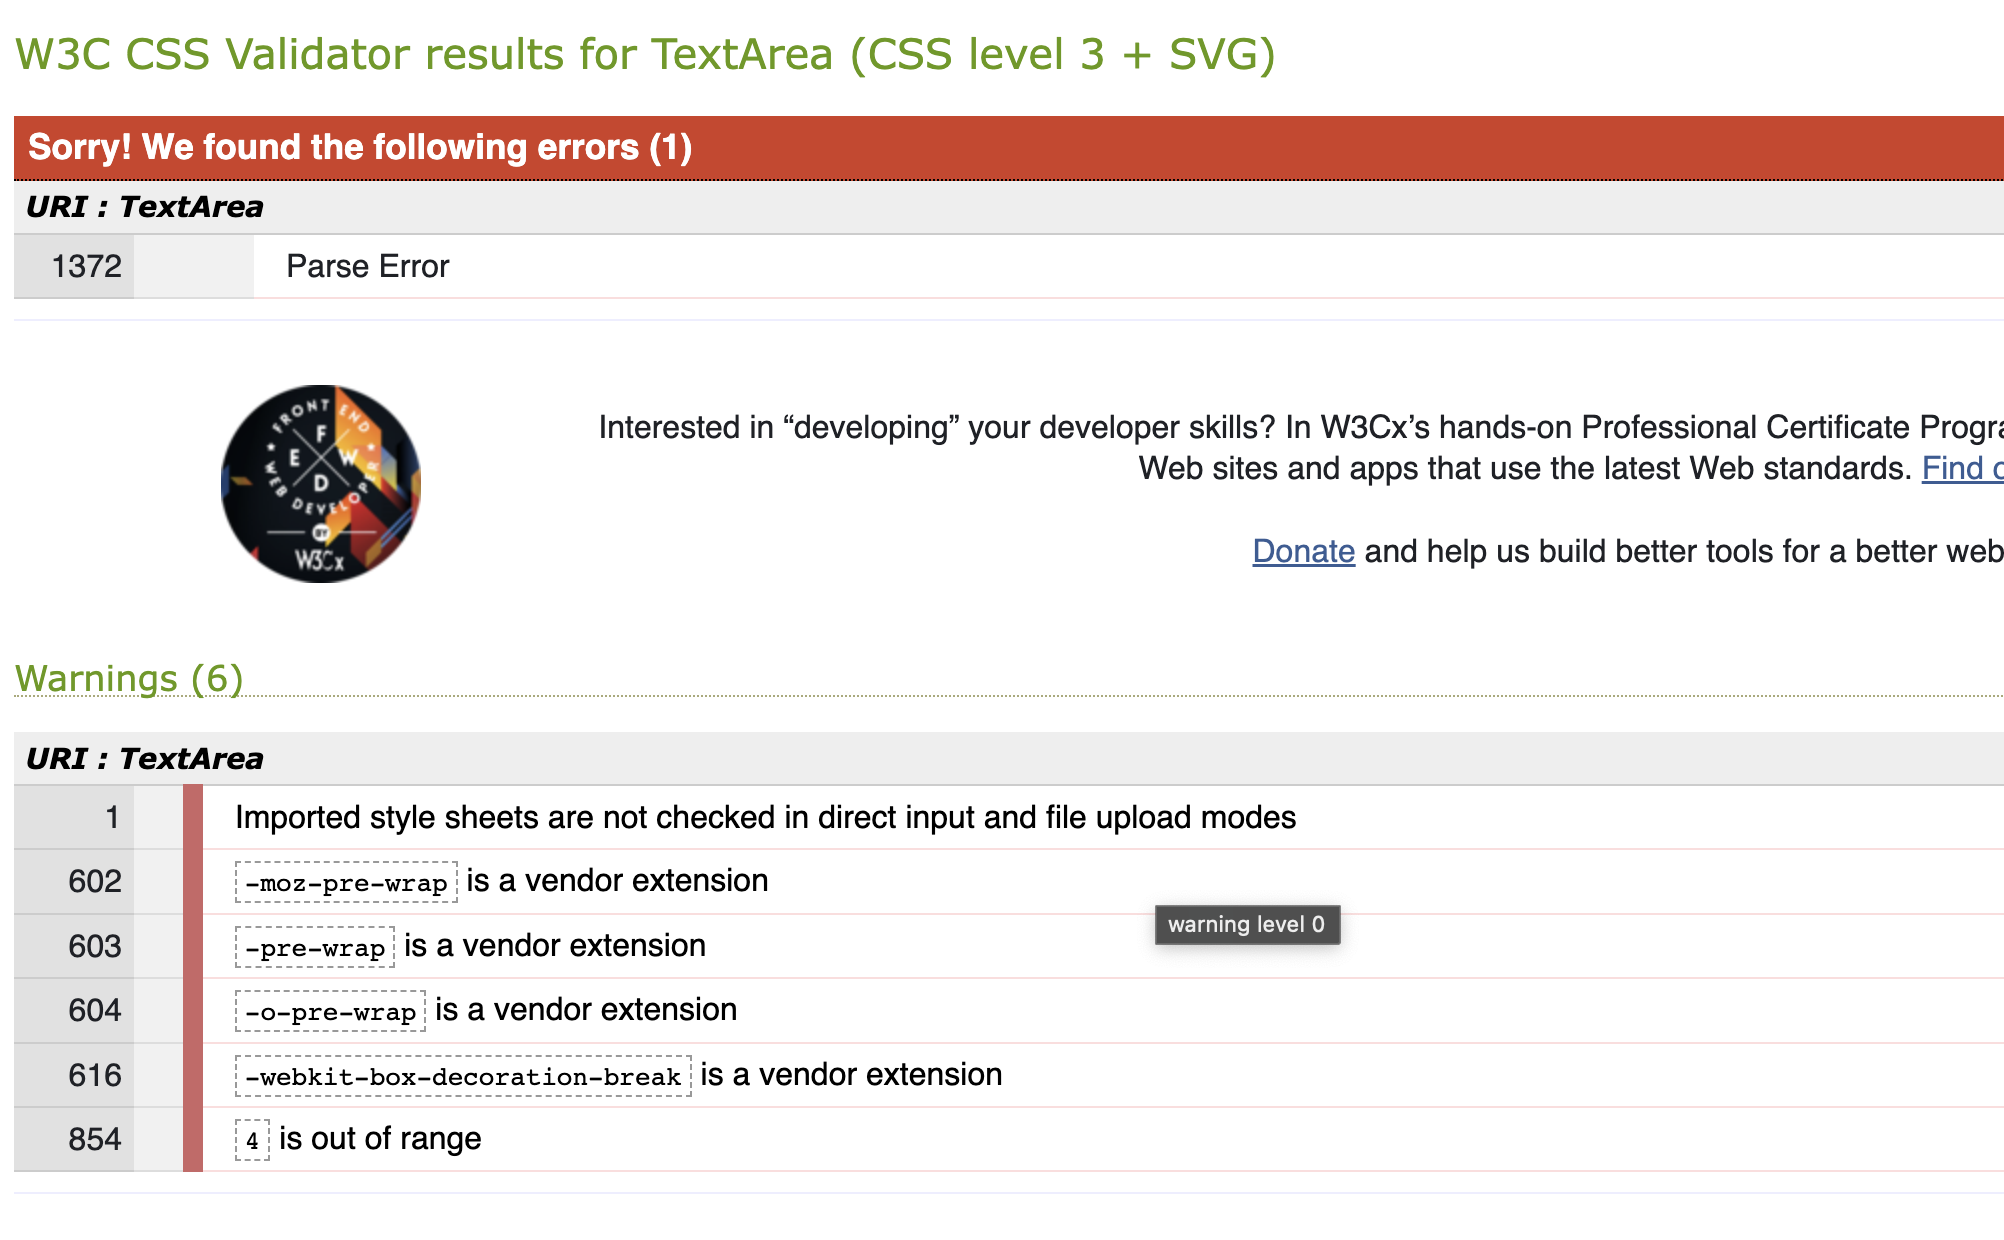 W3C CSS Validator results for TextArea (CSS level 3 + SVG)
Sorry! We found the following errors (1)
URI : TextArea
1372 Parse Error
FRONT END
WEB DEVELOPER
F
E W
D
BY
W3Cx
Interested in “developing” your developer skills? In W3Cx’s hands-on Professional Certificate
Web sites and apps that use the latest Web standards. Find
Donate and help us build better tools for a better web
Warnings (6)
URI : TextArea
1 Imported style sheets are not checked in direct input and file upload modes
602 -moz-pre-wrap is a vendor extension
warning level 0
603 -pre-wrap is a vendor extension
604 -o-pre-wrap is a vendor extension
616 -webkit-box-decoration-break is a vendor extension
854 4 is out of range